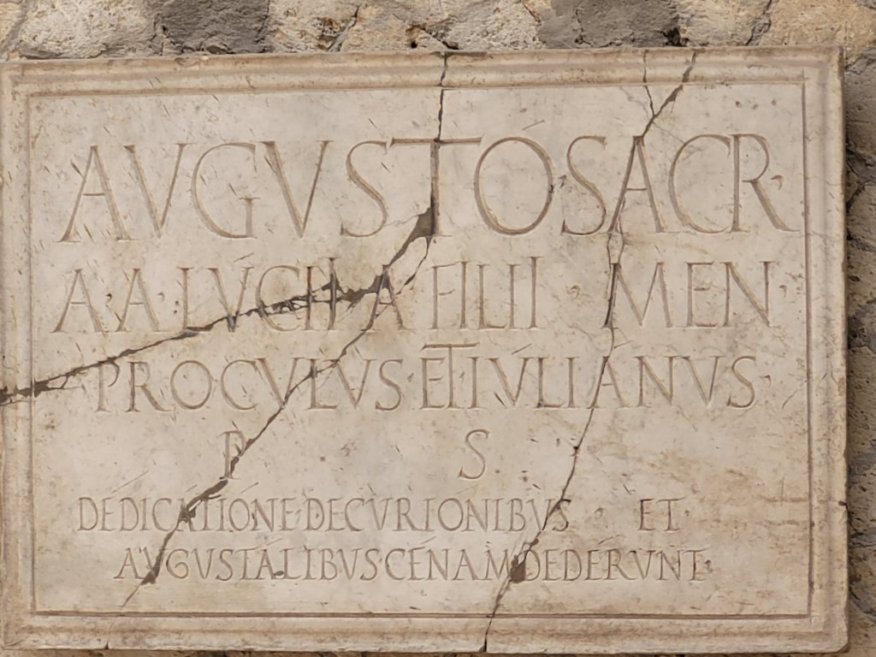 AVGVSTO·SACR·
A·A·LVCII·A·FILII·MEN·
PROCVLVS·ET·IVLIANVS·
P S
DEDICATIONE·DECVRIONIBVS ET
AVGVSTALIBVS CENAM DEDERVNT